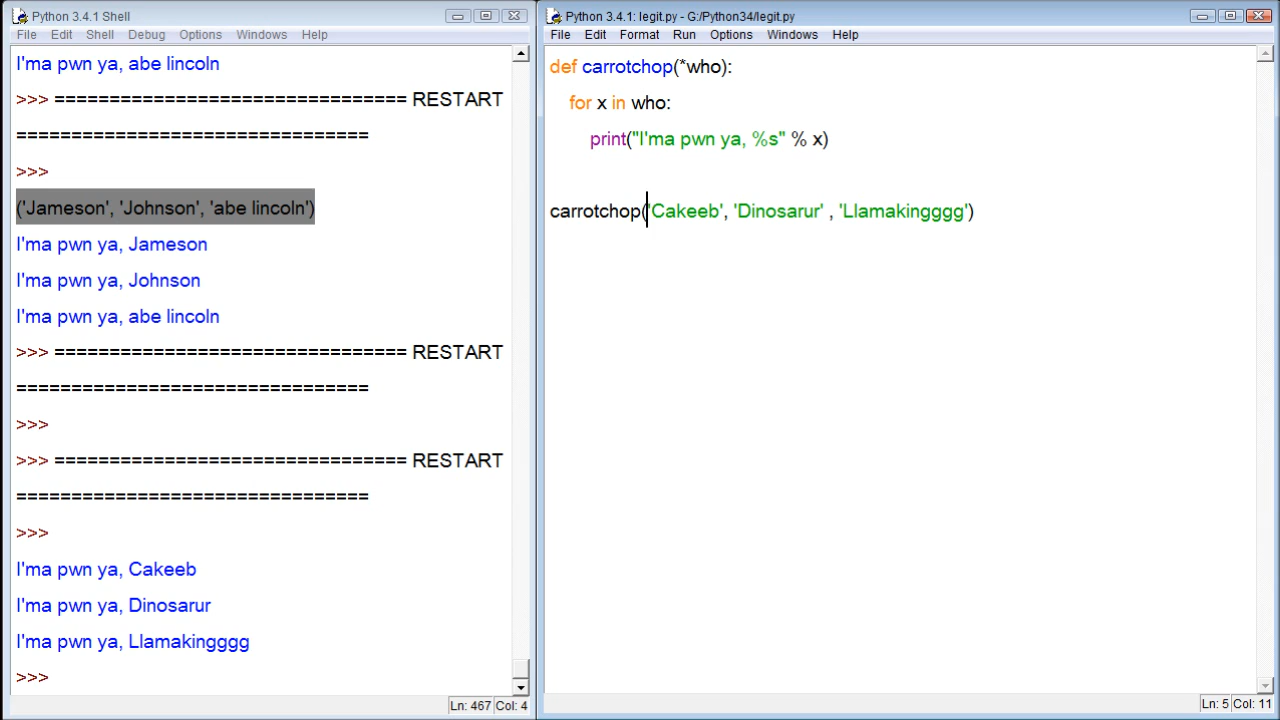 Python 3.4.1 Shell
File Edit Shell Debug Options Windows Help
I'ma pwn ya, abe lincoln
>>> ================================ RESTART
================================
>>>
('Jameson', 'Johnson', 'abe lincoln')
I'ma pwn ya, Jameson
I'ma pwn ya, Johnson
I'ma pwn ya, abe lincoln
>>> ================================ RESTART
================================
>>>
>>> ================================ RESTART
================================
>>>
I'ma pwn ya, Cakeeb
I'ma pwn ya, Dinosarur
I'ma pwn ya, Llamakingggg
>>>
Ln: 467 Col: 4
Python 3.4.1: legit.py - G:/Python34/legit.py
File Edit Format Run Options Windows Help
def carrotchop(*who):
for x in who:
print("I'ma pwn ya, %s" % x)
carrotchop('Cakeeb', 'Dinosarur' , 'Llamakingggg')
Ln: 5 Col: 11